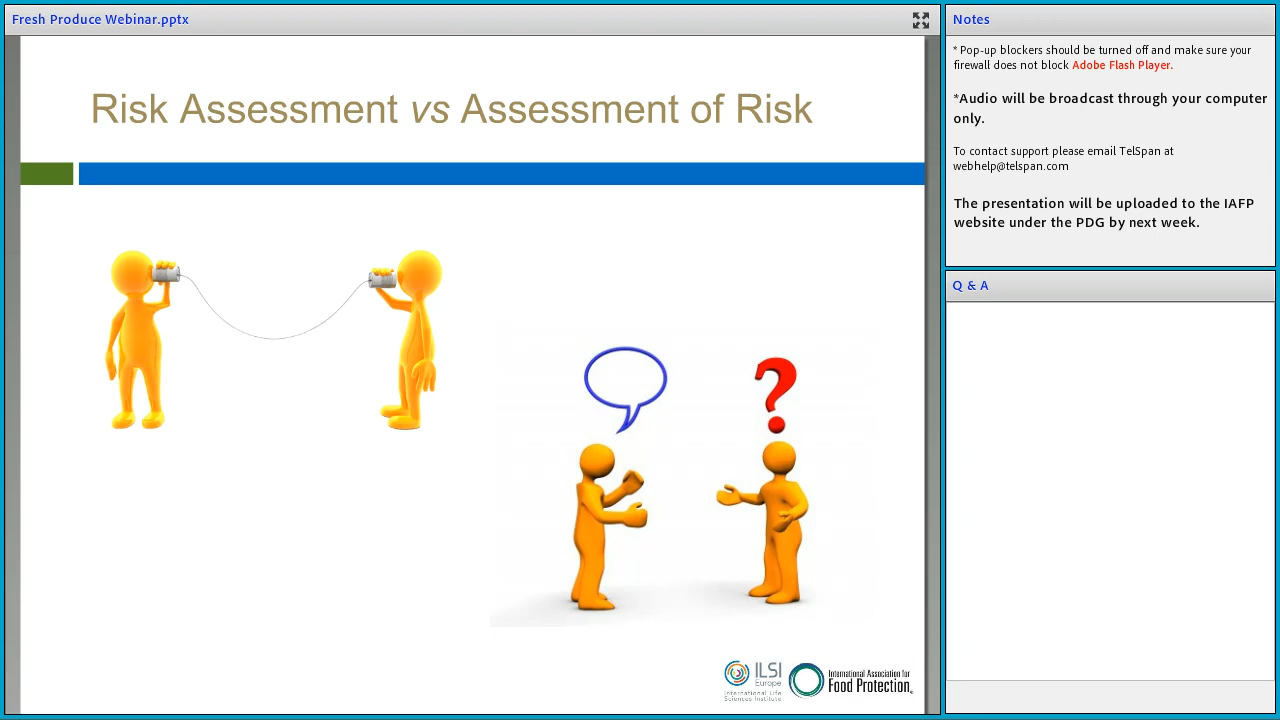 Fresh Produce Webinar.pptx
Risk Assessment vs Assessment of Risk
ILSI
Europe
International Life
Sciences Institute
International Association for
Food Protection®
Notes
* Pop-up blockers should be turned off and make sure your
firewall does not block Adobe Flash Player.
*Audio will be broadcast through your computer
only.
To contact support please email TelSpan at
webhelp@telspan.com
The presentation will be uploaded to the IAFP
website under the PDG by next week.
Q & A